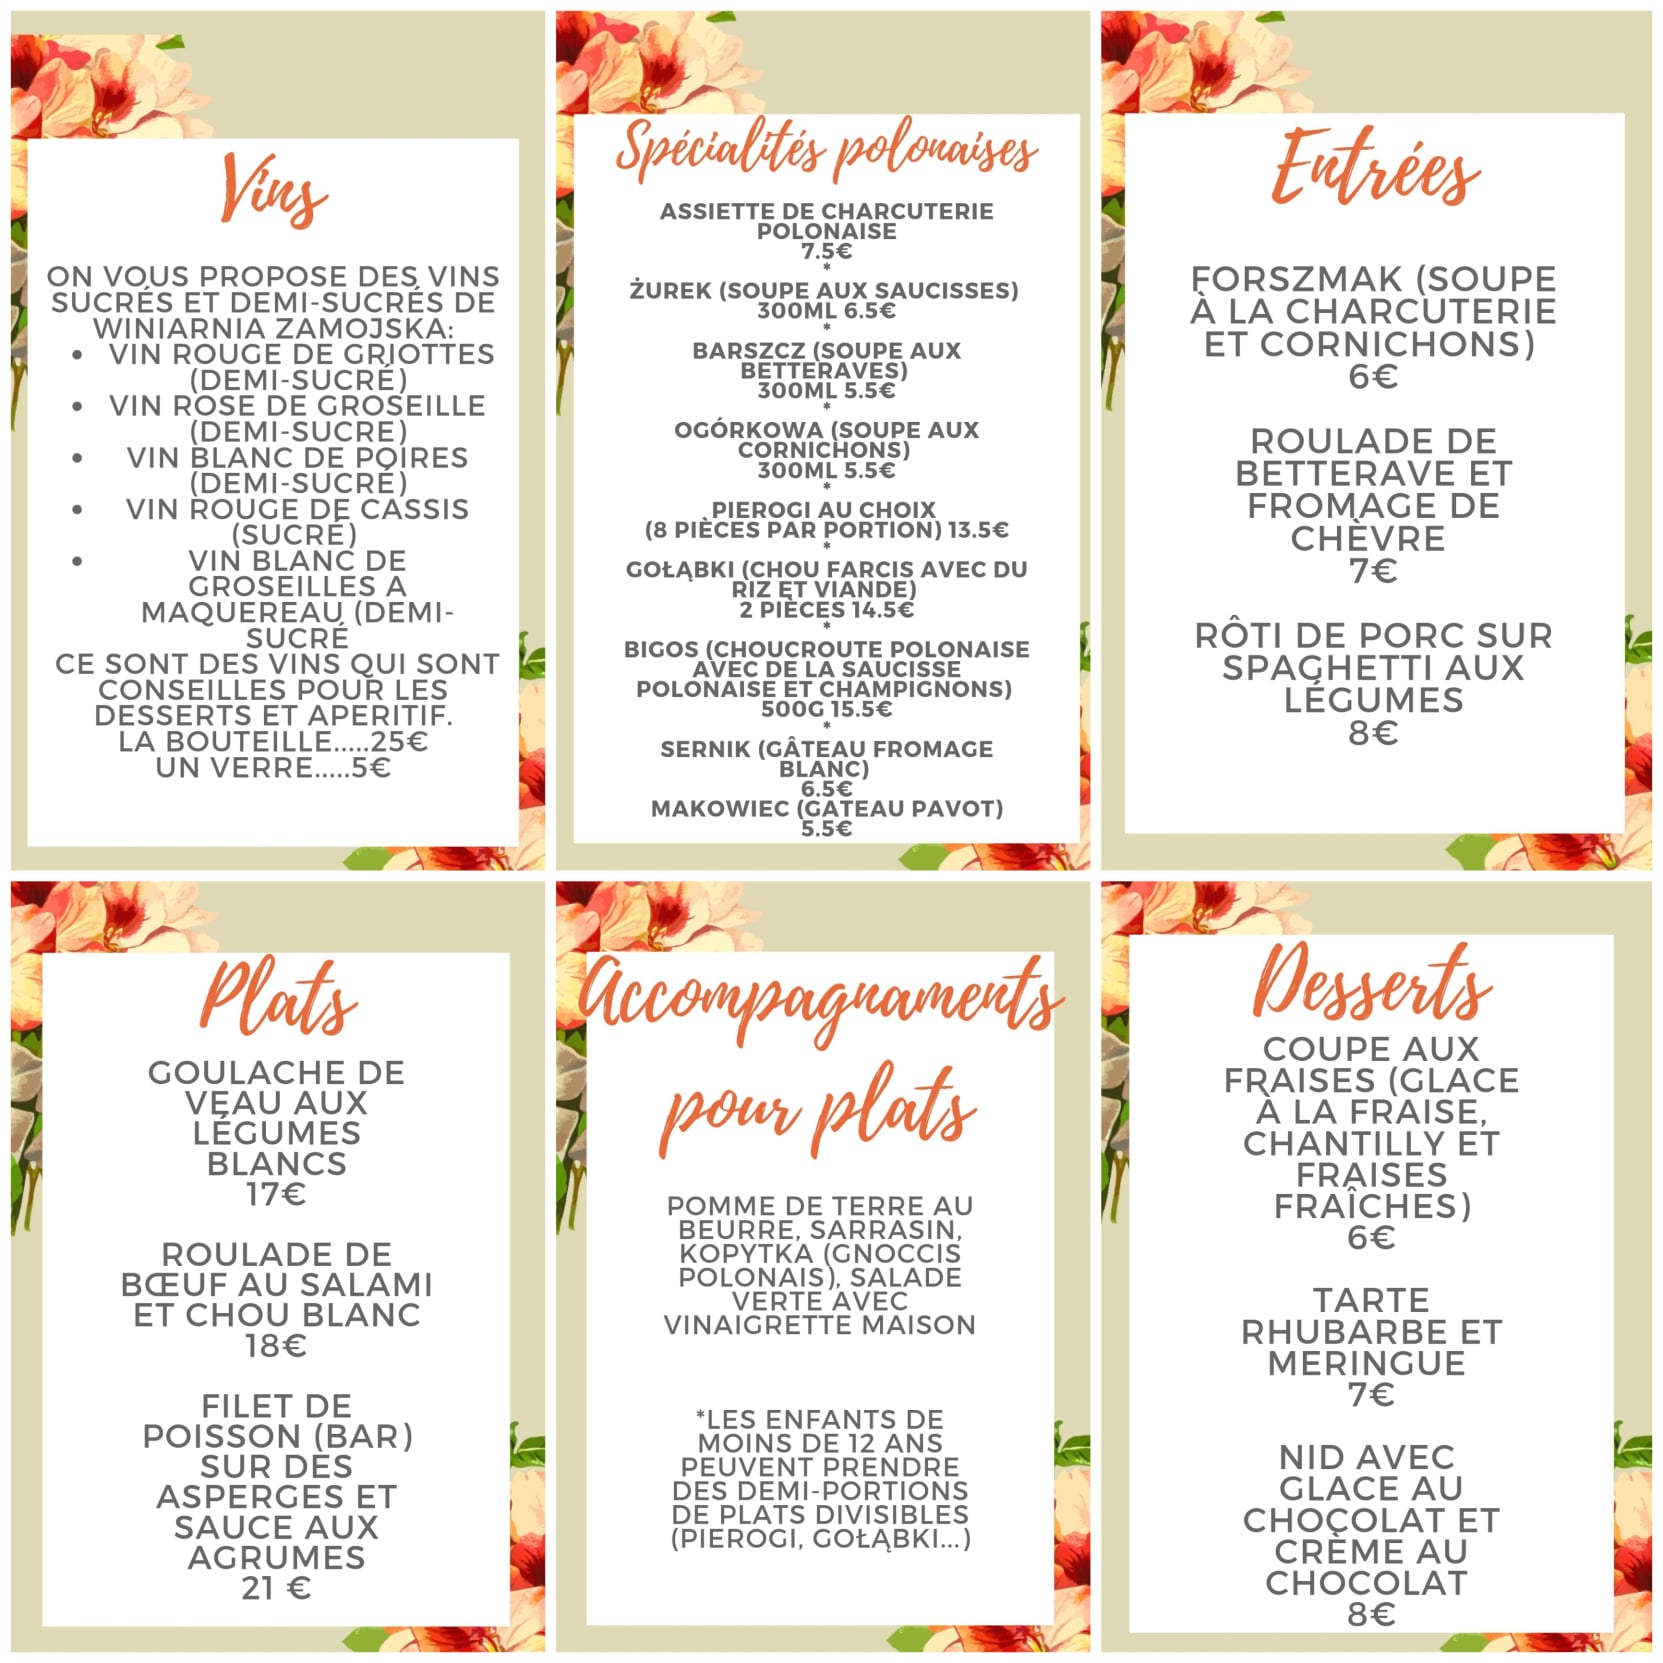 Vins
ON VOUS PROPOSE DES VINS
SUCRÉS ET DEMI-SUCRÉS DE
WINIARNIA ZAMOJSKA:
• VIN ROUGE DE GRIOTTES
(DEMI-SUCRÉ)
• VIN ROSE DE GROSEILLE
(DEMI-SUCRE)
• VIN BLANC DE POIRES
(DEMI-SUCRÉ)
• VIN ROUGE DE CASSIS
(SUCRÉ)
• VIN BLANC DE
GROSEILLES A
MAQUEREAU (DEMI-
SUCRÉ
CE SONT DES VINS QUI SONT
CONSEILLES POUR LES
DESSERTS ET APERITIF.
LA BOUTEILLE.....25€
UN VERRE.....5€
Spécialités polonaises
ASSIETTE DE CHARCUTERIE
POLONAISE
7.5€
*
ŻUREK (SOUPE AUX SAUCISSES)
300ML 6.5€
*
BARSZCZ (SOUPE AUX
BETTERAVES)
300ML 5.5€
*
OGÓRKOWA (SOUPE AUX
CORNICHONS)
300ML 5.5€
*
PIEROGI AU CHOIX
(8 PIÈCES PAR PORTION) 13.5€
*
GOŁĄBKI (CHOU FARCIS AVEC DU
RIZ ET VIANDE)
2 PIÈCES 14.5€
*
BIGOS (CHOUCROUTE POLONAISE
AVEC DE LA SAUCISSE
POLONAISE ET CHAMPIGNONS)
500G 15.5€
*
SERNIK (GÂTEAU FROMAGE
BLANC)
6.5€
MAKOWIEC (GATEAU PAVOT)
5.5€
Entrées
FORSZMAK (SOUPE
À LA CHARCUTERIE
ET CORNICHONS)
6€
ROULADE DE
BETTERAVE ET
FROMAGE DE
CHÈVRE
7€
RÔTI DE PORC SUR
SPAGHETTI AUX
LÉGUMES
8€
Plats
GOULACHE DE
VEAU AUX
LÉGUMES
BLANCS
17€
ROULADE DE
BŒUF AU SALAMI
ET CHOU BLANC
18€
FILET DE
POISSON (BAR)
SUR DES
ASPERGES ET
SAUCE AUX
AGRUMES
21 €
Accompagnaments
pour plats
POMME DE TERRE AU
BEURRE, SARRASIN,
KOPYTKA (GNOCCIS
POLONAIS), SALADE
VERTE AVEC
VINAIGRETTE MAISON
*LES ENFANTS DE
MOINS DE 12 ANS
PEUVENT PRENDRE
DES DEMI-PORTIONS
DE PLATS DIVISIBLES
(PIEROGI, GOŁĄBKI...)
Desserts
COUPE AUX
FRAISES (GLACE
À LA FRAISE,
CHANTILLY ET
FRAISES
FRAÎCHES)
6€
TARTE
RHUBARBE ET
MERINGUE
7€
NID AVEC
GLACE AU
CHOCOLAT ET
CRÈME AU
CHOCOLAT
8€